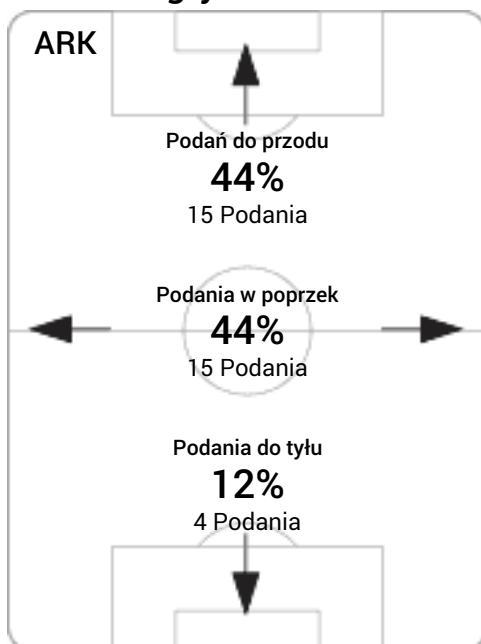 ARK
Podań do przodu
44%
15 Podania
Podania w poprzek
44%
15 Podania
Podania do tyłu
12%
4 Podania